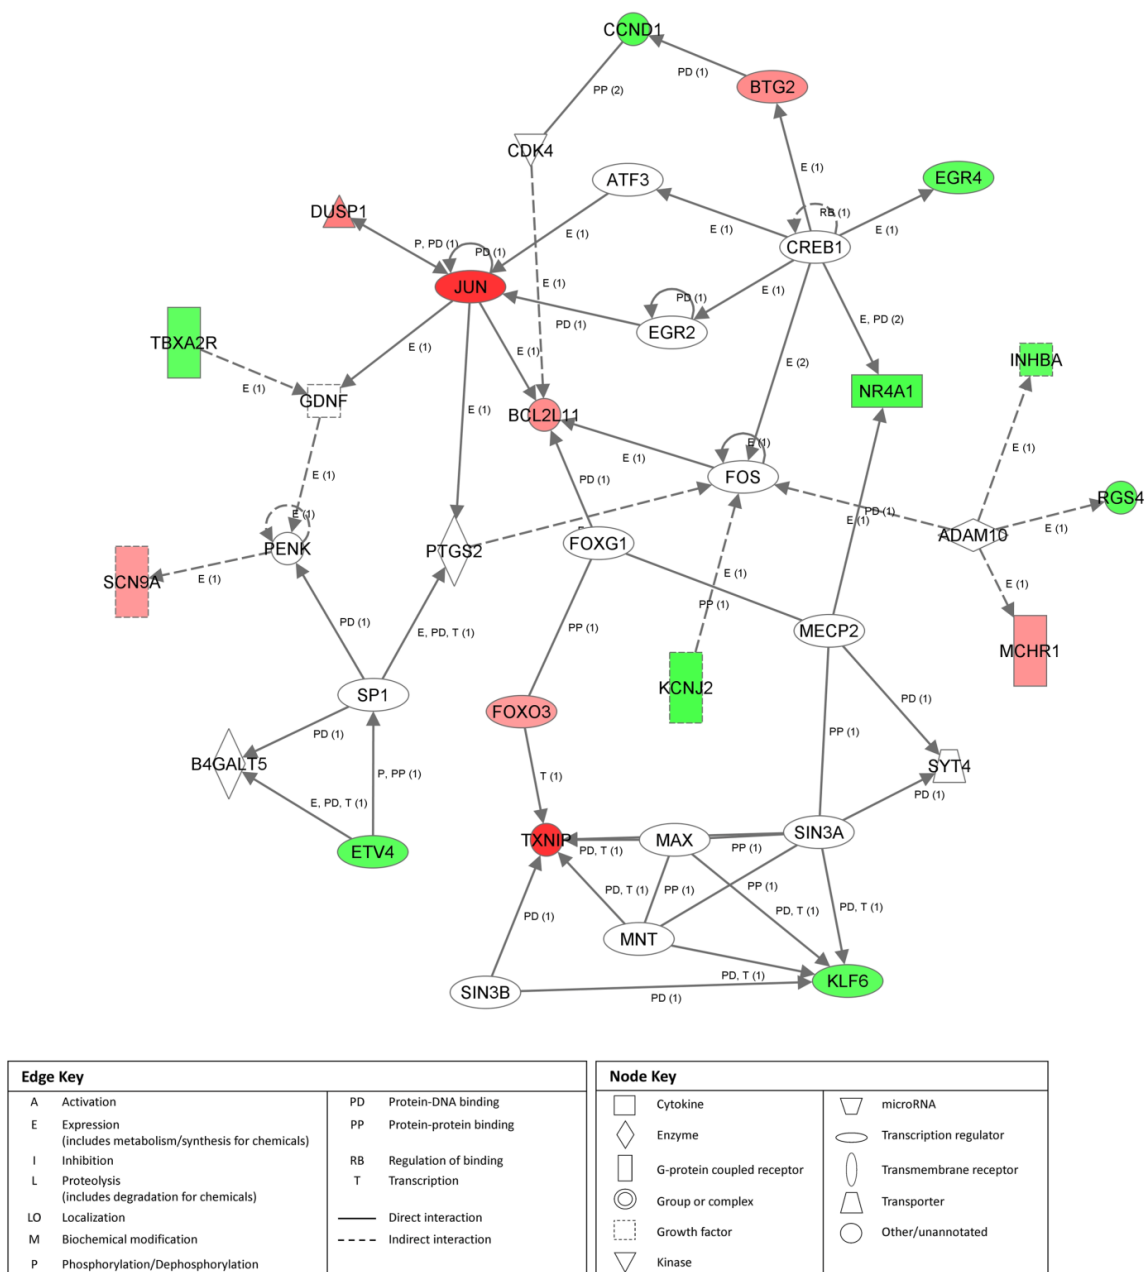 CCND1
PD (1)
BTG2
PP (2)
CDK4
ATF3
E (1)
EGR4
DUSP1
RB (1)
P, PD (1)
PD (1)
E (1)
E (1)
E (1)
CREB1
JUN
E (1)
E (1)
PD (1)
PD (1)
EGR2
E, PD (2)
TBXA2R
E (1)
E (1)
E (2)
INHBA
E (1)
GDNF
NR4A1
E (1)
BCL2L11
E (1)
E (1)
E (1)
E (1)
FOS
E (1)
PD (1)
RGS4
E (1)
PD (1)
E (1)
E (1)
ADAM10
PENK
PTGS2
FOXG1
SCN9A
E (1)
E (1)
E (1)
PP (1)
PD (1)
E, PD, T (1)
PP (1)
MECP2
MCHR1
SP1
KCNJ2
PD (1)
FOXO3
PD (1)
PP (1)
B4GALT5
SYT4
P, PP (1)
T (1)
PD (1)
E, PD, T (1)
TXNIP
MAX
SIN3A
PD, T (1)
PP (1)
ETV4
PD, T (1)
PP (1)
PP (1)
PD, T (1)
PD, T (1)
PD (1)
MNT
PD, T (1)
KLF6
SIN3B
PD (1)
Edge Key
A Activation
E Expression
(includes metabolism/synthesis for chemicals)
I Inhibition
L Proteolysis
(includes degradation for chemicals)
LO Localization
M Biochemical modification
P Phosphorylation/Dephosphorylation
PD Protein-DNA binding
PP Protein-protein binding
RB Regulation of binding
T Transcription
Direct interaction
Indirect interaction
Node Key
Cytokine
Enzyme
G-protein coupled receptor
Group or complex
Growth factor
Kinase
microRNA
Transcription regulator
Transmembrane receptor
Transporter
Other/unannotated